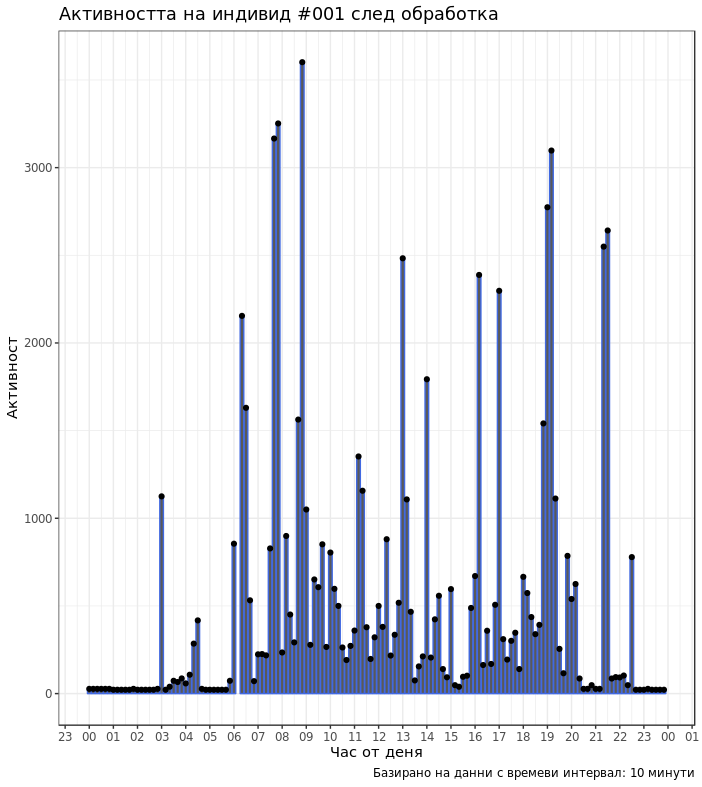 Активността на индивид #001 след обработка
Активност
3000
2000
1000
0
23 00 01 02 03 04 05 06 07 08 09 10 11 12 13 14 15 16 17 18 19 20 21 22 23 00 01
Час от деня
Базирано на данни с времеви интервал: 10 минути